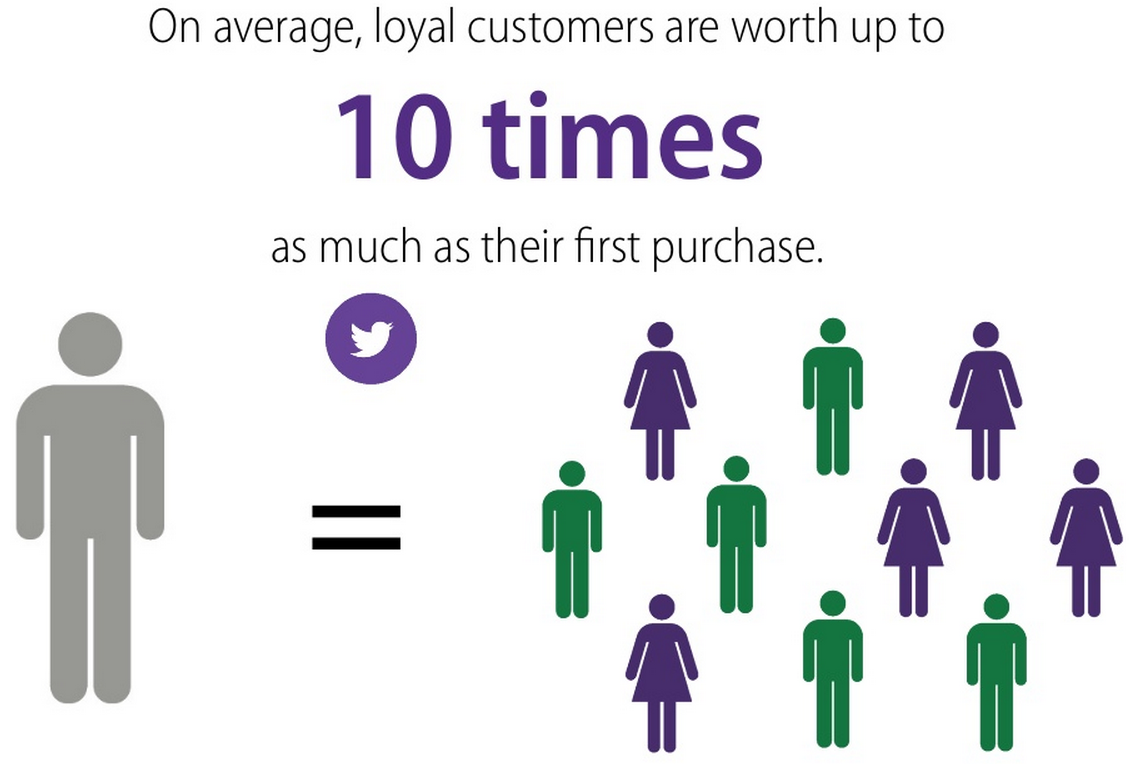 On average, loyal customers are worth up to
10 times
as much as their first purchase.
=